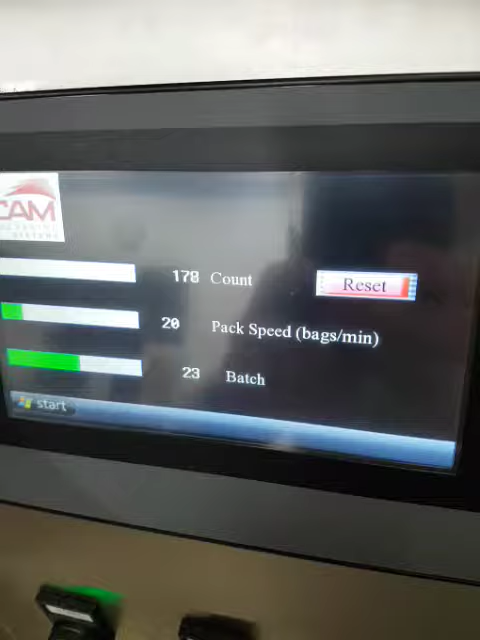 CAM
178 Count
Reset
20 Pack Speed (bags/min)
23 Batch
start